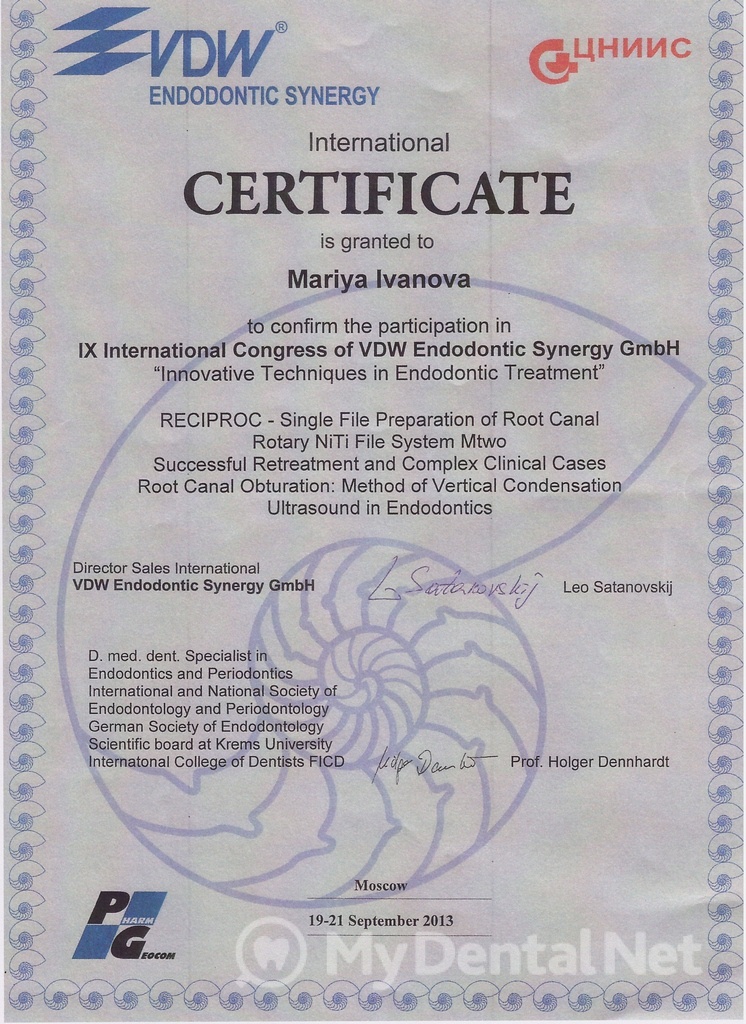 VDW®
ENDODONTIC SYNERGY
ЦНИИС
International
CERTIFICATE
is granted to
Mariya Ivanova
to confirm the participation in
IX International Congress of VDW Endodontic Synergy GmbH
“Innovative Techniques in Endodontic Treatment”
RECIPROC - Single File Preparation of Root Canal
Rotary NiTi File System Mtwo
Successful Retreatment and Complex Clinical Cases
Root Canal Obturation: Method of Vertical Condensation
Ultrasound in Endodontics
Director Sales International
VDW Endodontic Synergy GmbH
L Satanovskij
Leo Satanovskij
D. med. dent. Specialist in
Endodontics and Periodontics
International and National Society of
Endodontology and Periodontology
German Society of Endodontology
Scientific board at Krems University
Internatonal College of Dentists FICD
Prof. Holger Dennhardt
Moscow
19-21 September 2013
PHARM
GEOCOM
MyDentalNet